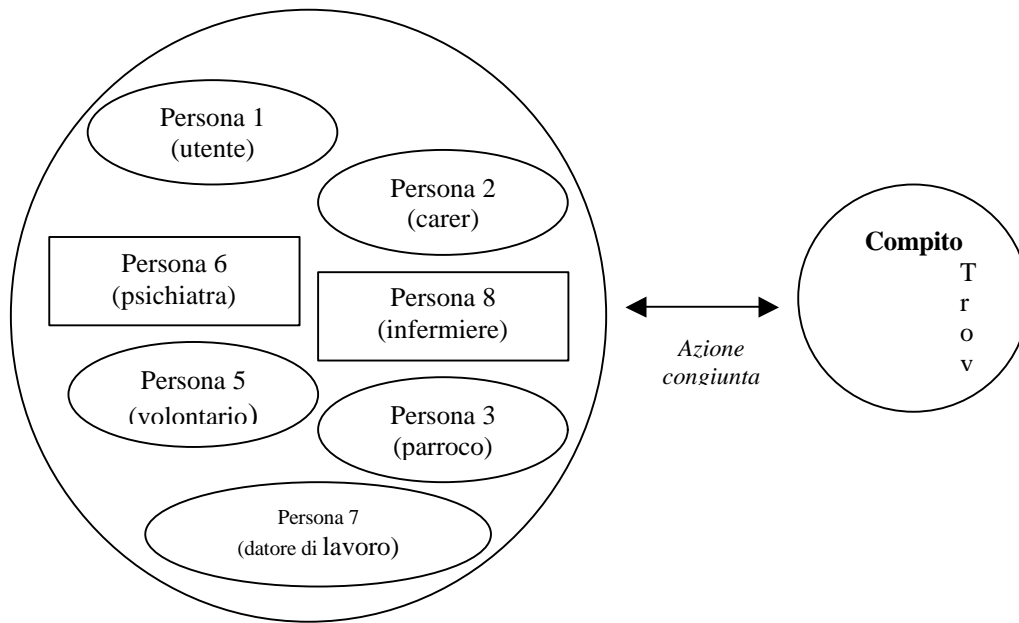 Persona 1
(utente)
Persona 2
(carer)
Persona 6
(psichiatra)
Persona 8
(infermiere)
Persona 5
(volontario)
Persona 3
(parroco)
Persona 7
(datore di lavoro)
Azione
congiunta
Compito
T
r
o
v